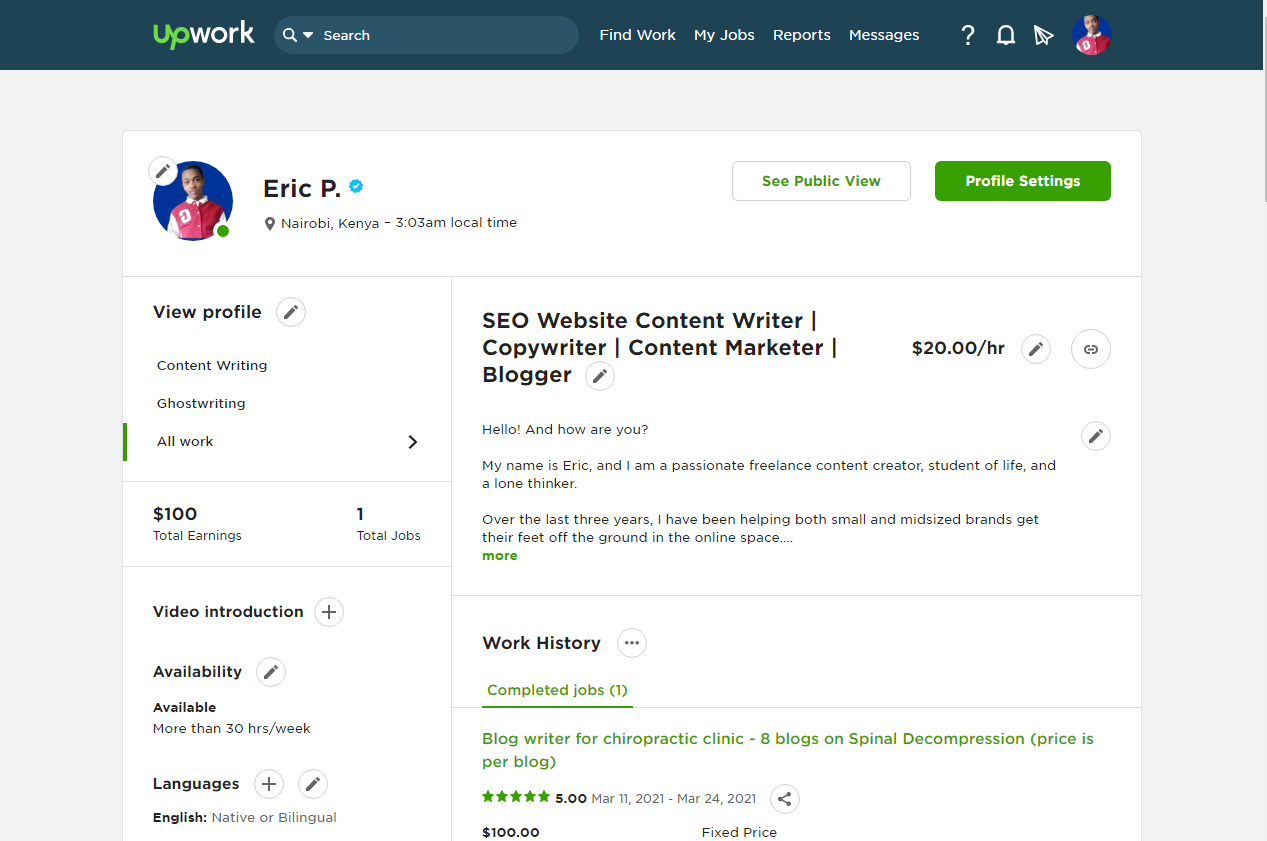 upwork
Search
Find Work
My Jobs
Reports
Messages
?
Eric P.
Nairobi, Kenya – 3:03am local time
See Public View
Profile Settings
View profile
Content Writing
Ghostwriting
All work
$100
Total Earnings
1
Total Jobs
Video introduction
Availability
Available
More than 30 hrs/week
Languages
English: Native or Bilingual
SEO Website Content Writer |
Copywriter | Content Marketer |
Blogger
$20.00/hr
Hello! And how are you?
My name is Eric, and I am a passionate freelance content creator, student of life, and
a lone thinker.
Over the last three years, I have been helping both small and midsized brands get
their feet off the ground in the online space....
more
Work History
Completed jobs (1)
Blog writer for chiropractic clinic - 8 blogs on Spinal Decompression (price is
per blog)
5.00 Mar 11, 2021 - Mar 24, 2021
$100.00
Fixed Price